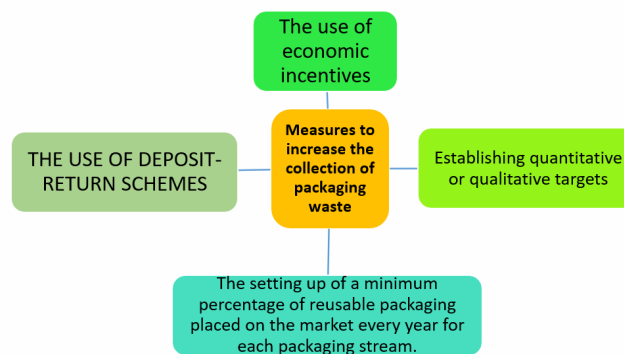 The use of
economic
incentives
Measures to
increase the
collection of
packaging
waste
THE USE OF DEPOSIT-
RETURN SCHEMES
Establishing quantitative
or qualitative targets
The setting up of a minimum
percentage of reusable packaging
placed on the market every year for
each packaging stream.